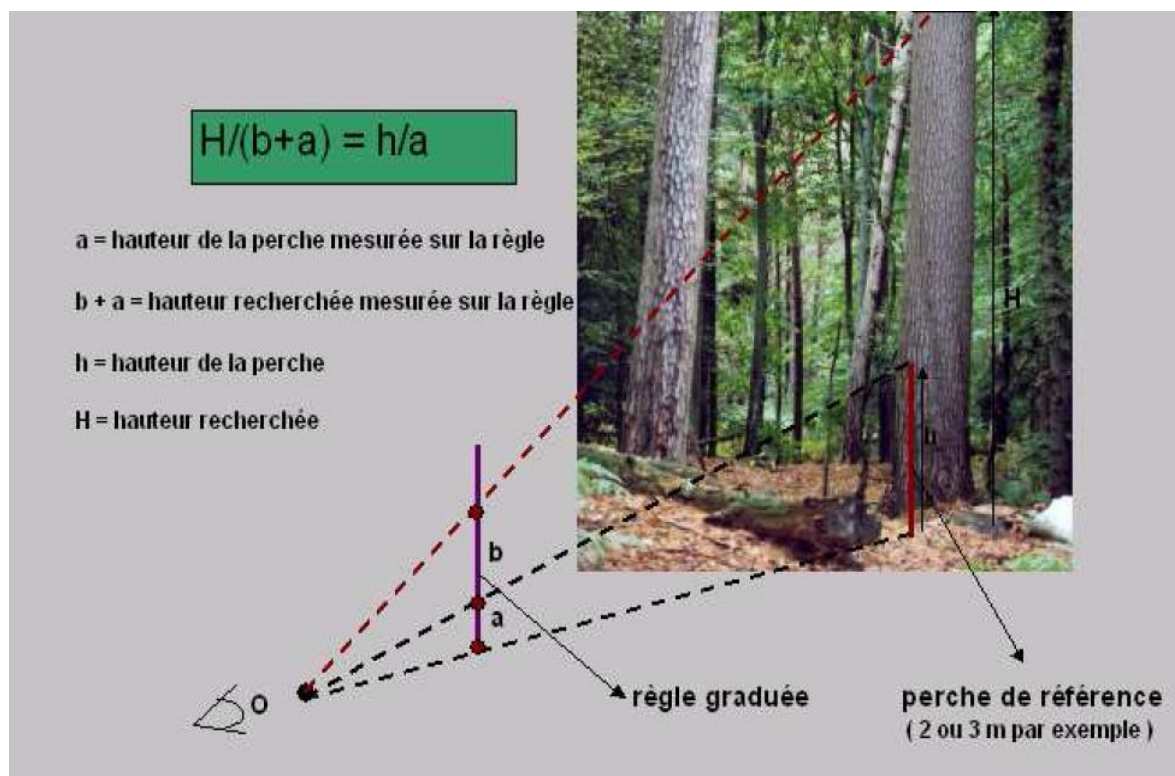 H/(b+a) = h/a
a = hauteur de la perche mesurée sur la règle
b + a = hauteur recherchée mesurée sur la règle
h = hauteur de la perche
H = hauteur recherchée
H
h
b
a
O
règle graduée
perche de référence
( 2 ou 3 m par exemple )